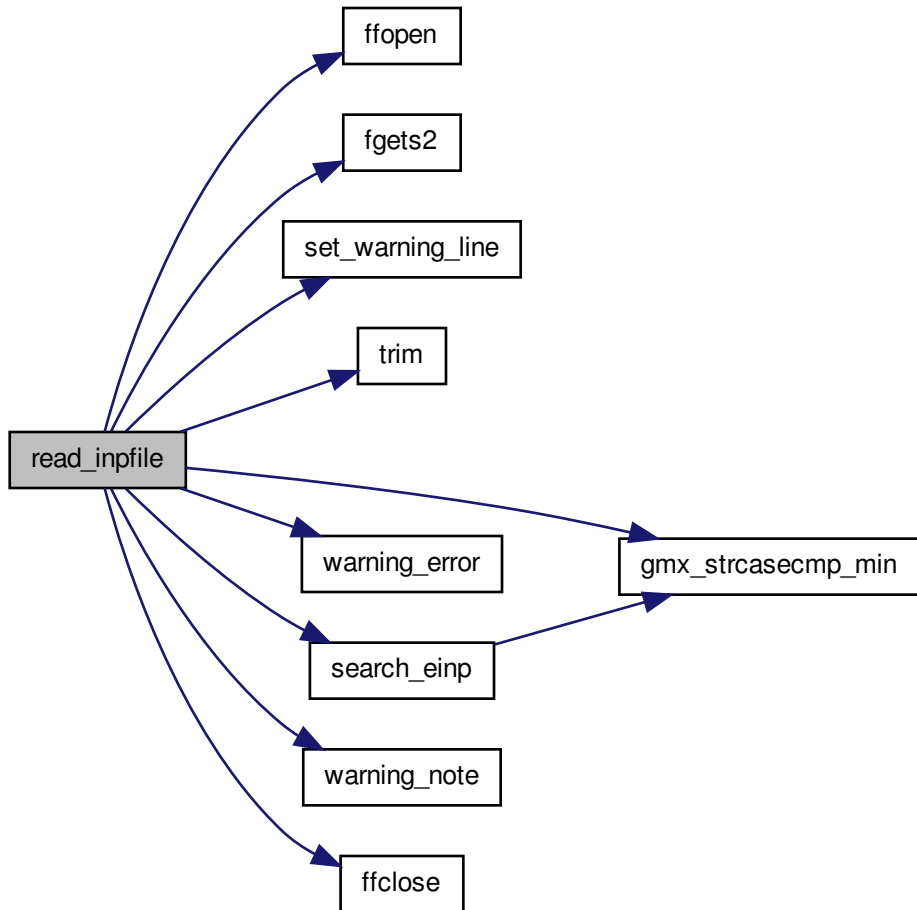 ffopen
fgets2
set_warning_line
trim
read_inpfile
warning_error
gmx_strcasecmp_min
search_einp
warning_note
ffclose